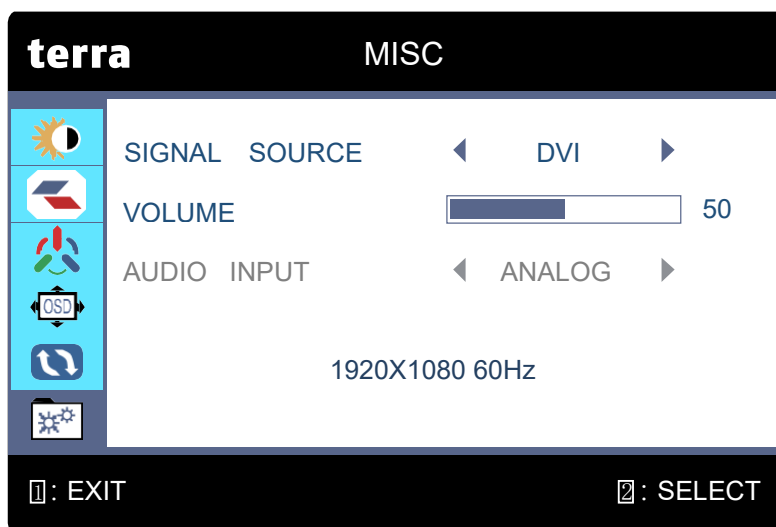 terra MISC
SIGNAL SOURCE DVI
VOLUME 50
AUDIO INPUT ANALOG
OSD
1920X1080 60Hz
1: EXIT 2: SELECT